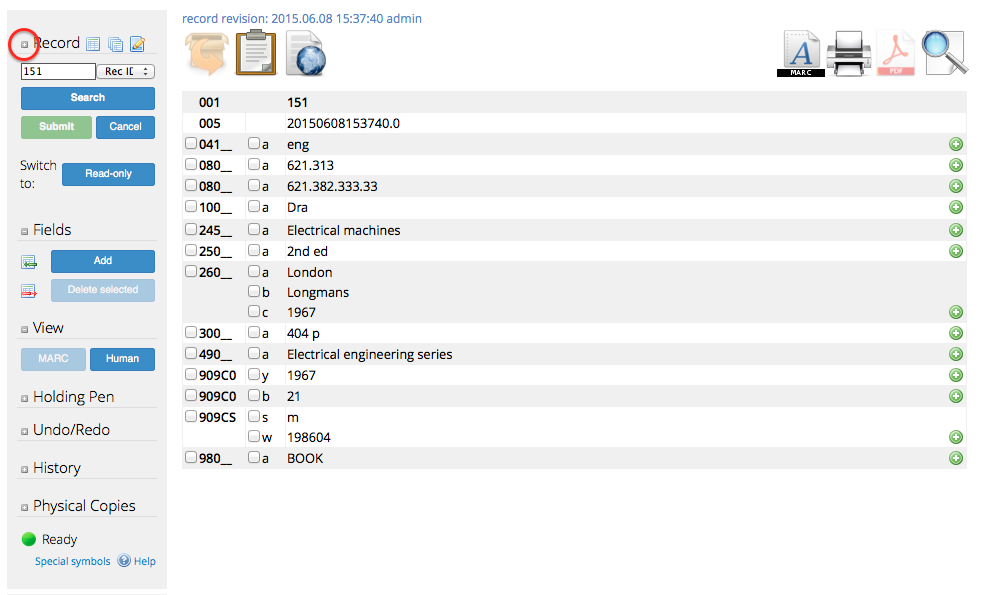 Record
151 Rec ID
Search
Submit Cancel
Switch to: Read-only
Fields
Add
Delete selected
View
MARC Human
Holding Pen
Undo/Redo
History
Physical Copies
Ready
Special symbols Help
record revision: 2015.06.08 15:37:40 admin
A MARC PDF
001 151
005 20150608153740.0
041__ a eng
080__ a 621.313
080__ a 621.382.333.33
100__ a Dra
245__ a Electrical machines
250__ a 2nd ed
260__ a London
b Longmans
c 1967
300__ a 404 p
490__ a Electrical engineering series
909C0 y 1967
909C0 b 21
909CS s m
w 198604
980__ a BOOK